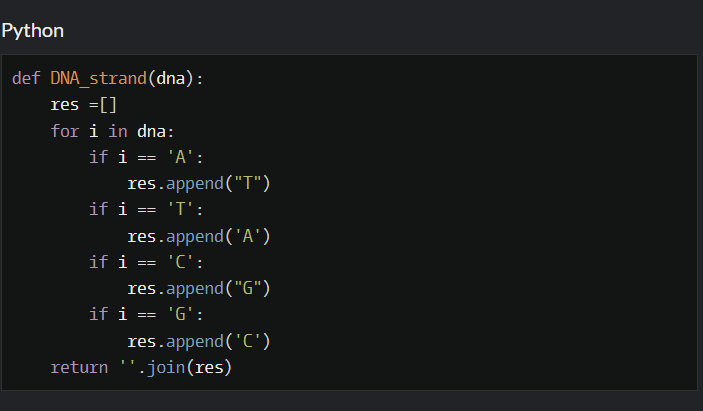 Python
def DNA_strand(dna):
    res =[]
    for i in dna:
        if i == 'A':
            res.append("T")
        if i == 'T':
            res.append('A')
        if i == 'C':
            res.append("G")
        if i == 'G':
            res.append('C')
    return ''.join(res)